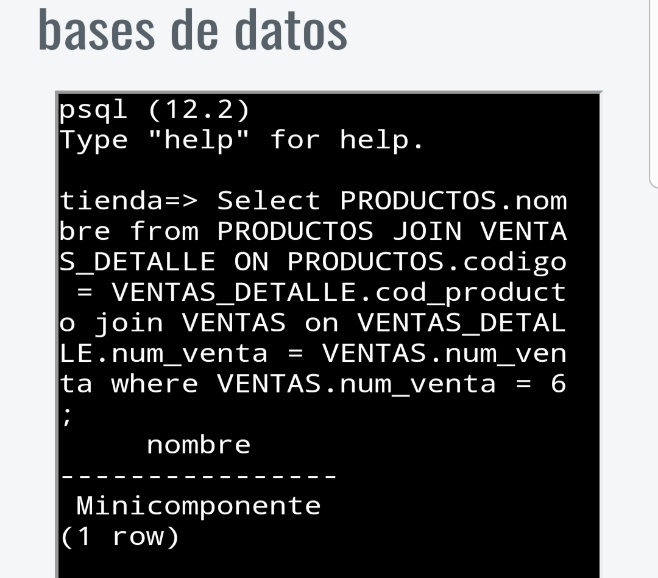 bases de datos
psql (12.2)
Type "help" for help.
tienda=> Select PRODUCTOS.nom
bre from PRODUCTOS JOIN VENTA
S_DETALLE ON PRODUCTOS.codigo
 = VENTAS_DETALLE.cod_product
o join VENTAS on VENTAS_DETAL
LE.num_venta = VENTAS.num_ven
ta where VENTAS.num_venta = 6
;
     nombre
----------------
 Minicomponente
(1 row)